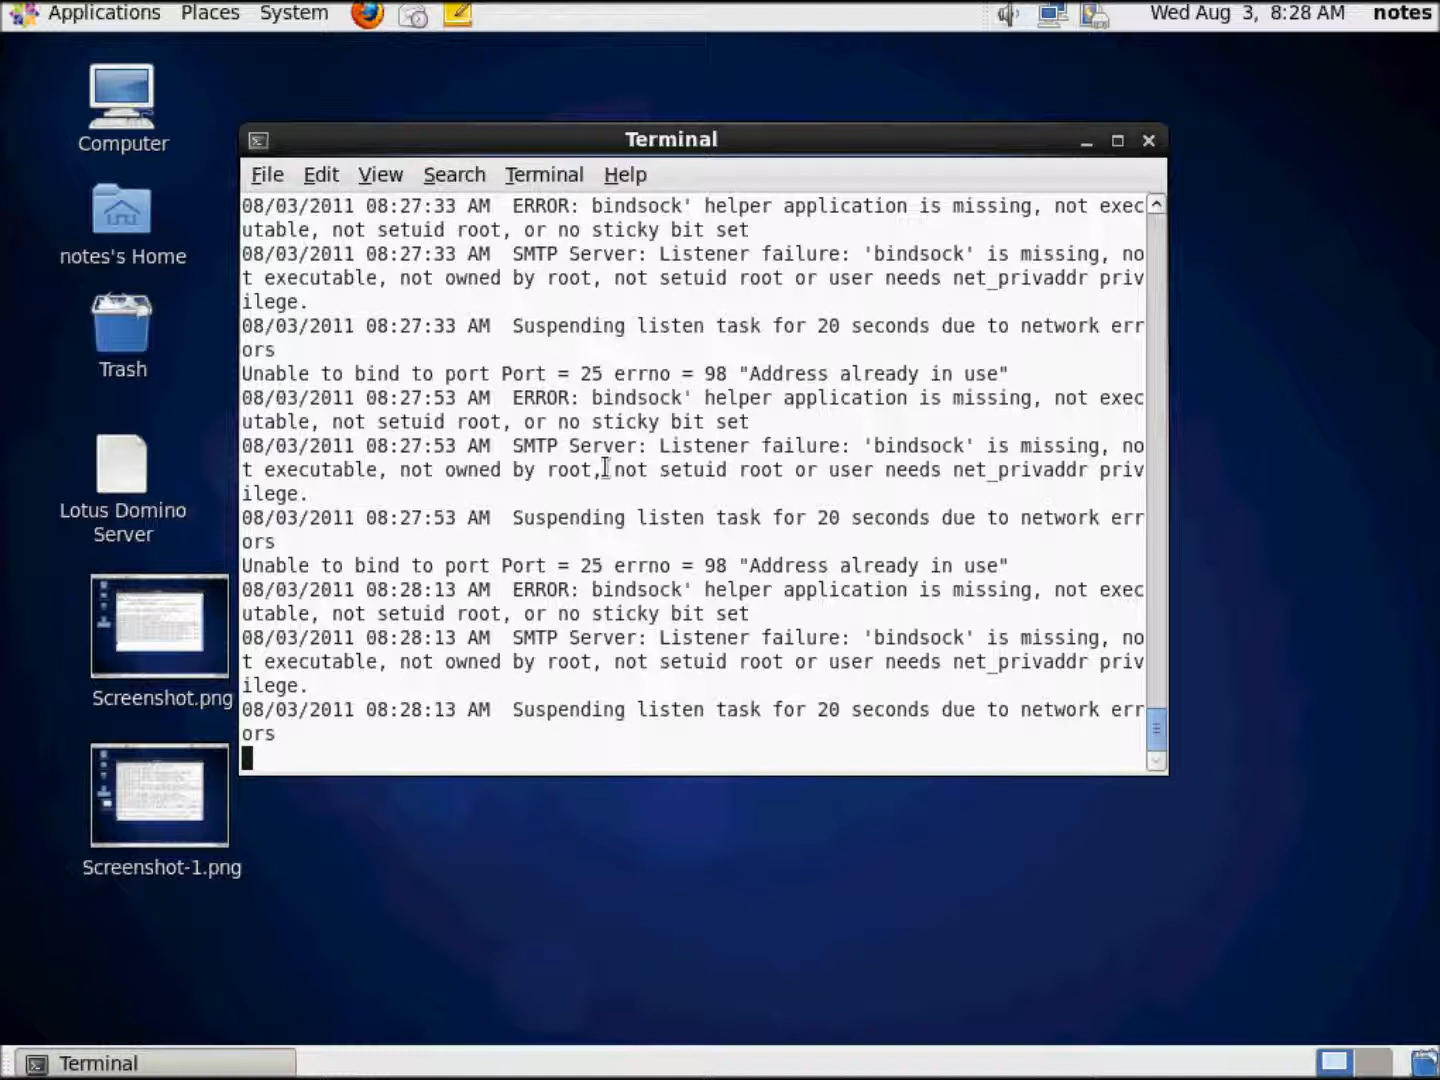 Applications Places System Wed Aug 3, 8:28 AM notes
Computer
notes's Home
Trash
Lotus Domino
Server
Screenshot.png
Screenshot-1.png
Terminal
File Edit View Search Terminal Help
08/03/2011 08:27:33 AM  ERROR: bindsock' helper application is missing, not exec
utable, not setuid root, or no sticky bit set
08/03/2011 08:27:33 AM  SMTP Server: Listener failure: 'bindsock' is missing, no
t executable, not owned by root, not setuid root or user needs net_privaddr priv
ilege.
08/03/2011 08:27:33 AM  Suspending listen task for 20 seconds due to network err
ors
Unable to bind to port Port = 25 errno = 98 "Address already in use"
08/03/2011 08:27:53 AM  ERROR: bindsock' helper application is missing, not exec
utable, not setuid root, or no sticky bit set
08/03/2011 08:27:53 AM  SMTP Server: Listener failure: 'bindsock' is missing, no
t executable, not owned by root, not setuid root or user needs net_privaddr priv
ilege.
08/03/2011 08:27:53 AM  Suspending listen task for 20 seconds due to network err
ors
Unable to bind to port Port = 25 errno = 98 "Address already in use"
08/03/2011 08:28:13 AM  ERROR: bindsock' helper application is missing, not exec
utable, not setuid root, or no sticky bit set
08/03/2011 08:28:13 AM  SMTP Server: Listener failure: 'bindsock' is missing, no
t executable, not owned by root, not setuid root or user needs net_privaddr priv
ilege.
08/03/2011 08:28:13 AM  Suspending listen task for 20 seconds due to network err
ors
Terminal